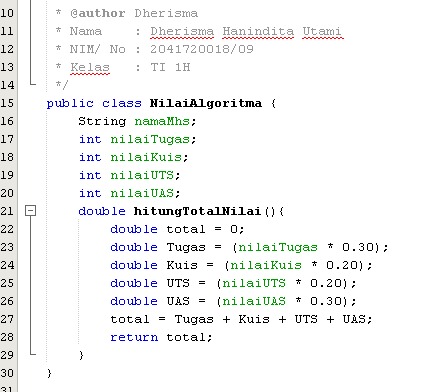 10 * @author Dherisma
11 * Nama    : Dherisma Hanindita Utami
12 * NIM/ No : 2041720018/09
13 * Kelas   : TI 1H
14 */
15 public class NilaiAlgoritma {
16     String namaMhs;
17     int nilaiTugas;
18     int nilaiKuis;
19     int nilaiUTS;
20     int nilaiUAS;
21     double hitungTotalNilai(){
22         double total = 0;
23         double Tugas = (nilaiTugas * 0.30);
24         double Kuis = (nilaiKuis * 0.20);
25         double UTS = (nilaiUTS * 0.20);
26         double UAS = (nilaiUAS * 0.30);
27         total = Tugas + Kuis + UTS + UAS;
28         return total;
29     }
30 }
31